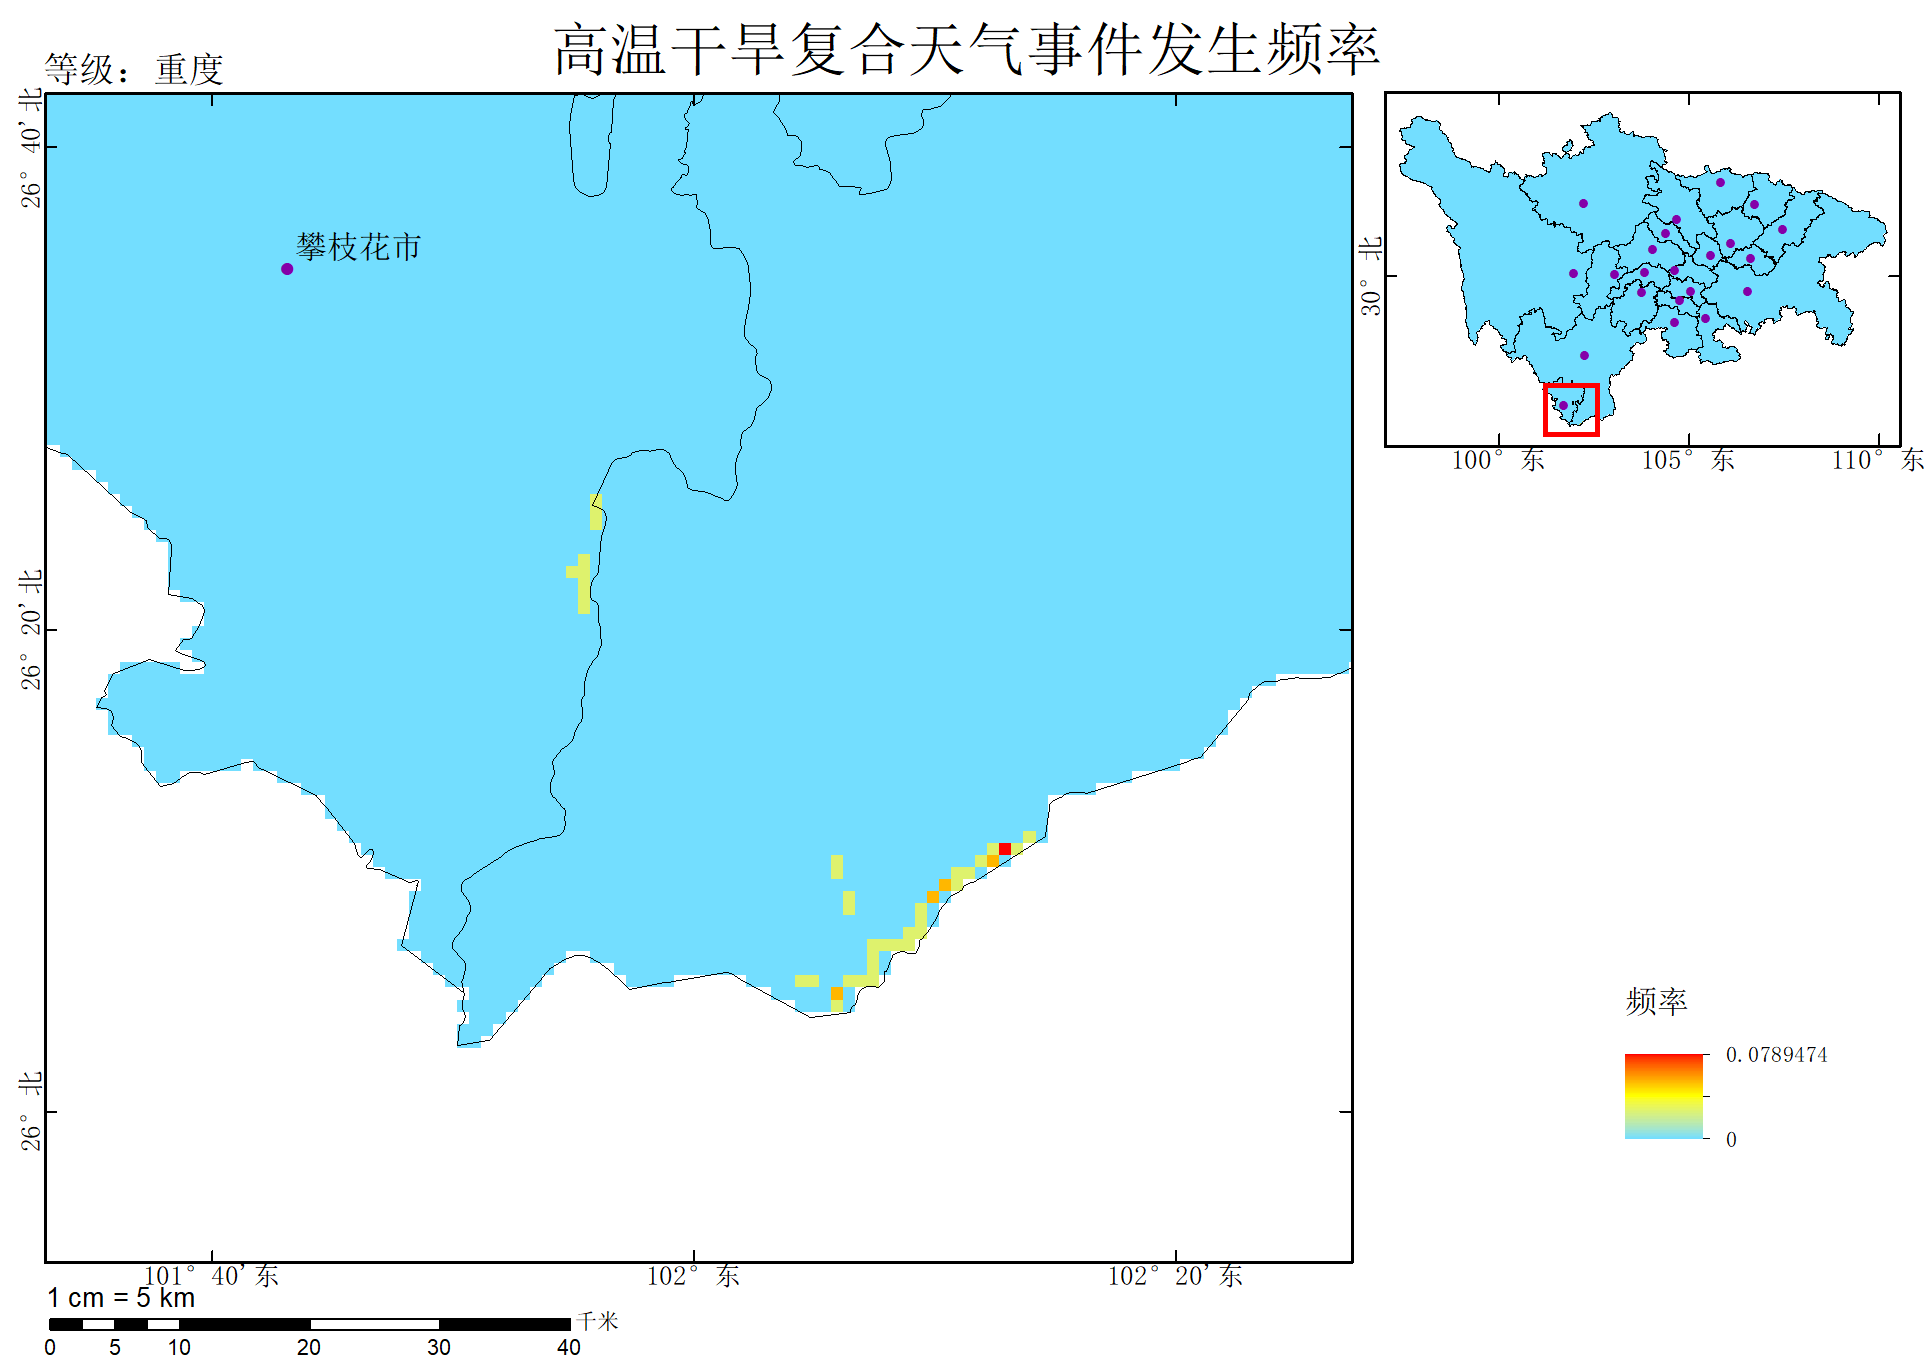 高温干旱复合天气事件发生频率
等级：重度
26° 40′ 北
26° 20′ 北
26° 北
攀枝花市
101° 40′ 东
102° 东
102° 20′ 东
30° 北
100° 东
105° 东
110° 东
频率
0.0789474
0
1 cm = 5 km
千米
0 5 10 20 30 40